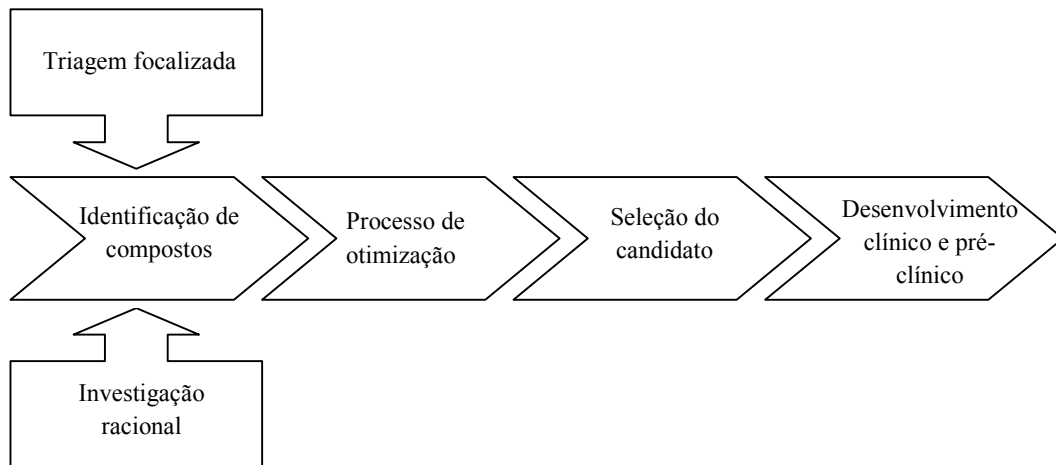 Triagem focalizada
Identificação de
compostos
Processo de
otimização
Seleção do
candidato
Desenvolvimento
clínico e pré-
clínico
Investigação
racional